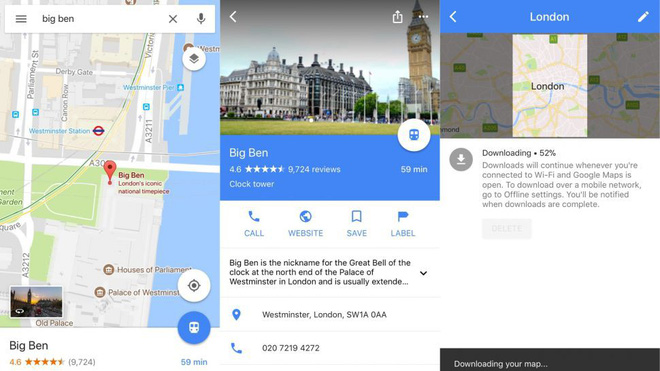 big ben
Parliament St
Derby Gate
Canon Row
Victoria
Westm
Westminster Pier
Westminster Station
A3211
A30
Big Ben
London's iconic
national timepiece
A3212
Houses of Parliam
Palace of Westmins
Old Palace
Big Ben
4.6 (9,724)
59 min
Big Ben
4.6 9,724 reviews
59 min
Clock tower
CALL
WEBSITE
SAVE
LABEL
Big Ben is the nickname for the Great Bell of the
clock at the north end of the Palace of
Westminster in London and is usually extende...
Westminster, London, SW1A 0AA
020 7219 4272
London
London
mond
Downloading • 52%
Downloads will continue whenever you're
connected to Wi-Fi and Google Maps is
open. To download over a mobile network,
go to Offline settings. You'll be notified
when downloads are complete.
DELETE
Downloading your map...